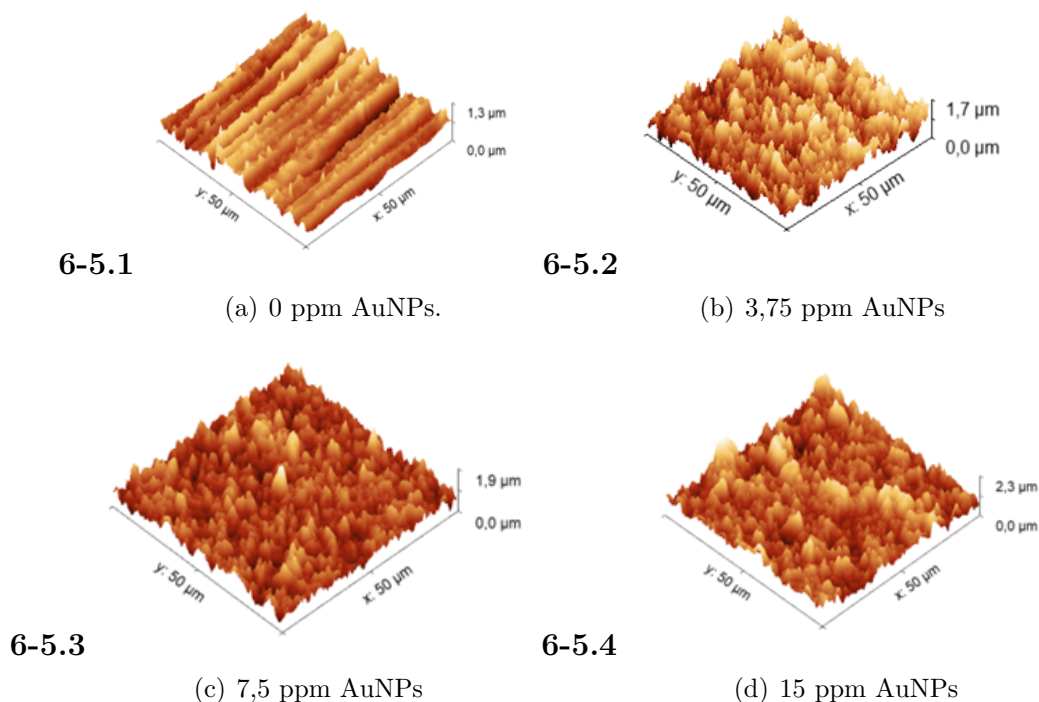 1,3 µm
0,0 µm
y: 50 µm
x: 50 µm
6-5.1
(a) 0 ppm AuNPs.
1,7 µm
0,0 µm
y: 50 µm
x: 50 µm
6-5.2
(b) 3,75 ppm AuNPs
1,9 µm
0,0 µm
y: 50 µm
x: 50 µm
6-5.3
(c) 7,5 ppm AuNPs
2,3 µm
0,0 µm
y: 50 µm
x: 50 µm
6-5.4
(d) 15 ppm AuNPs